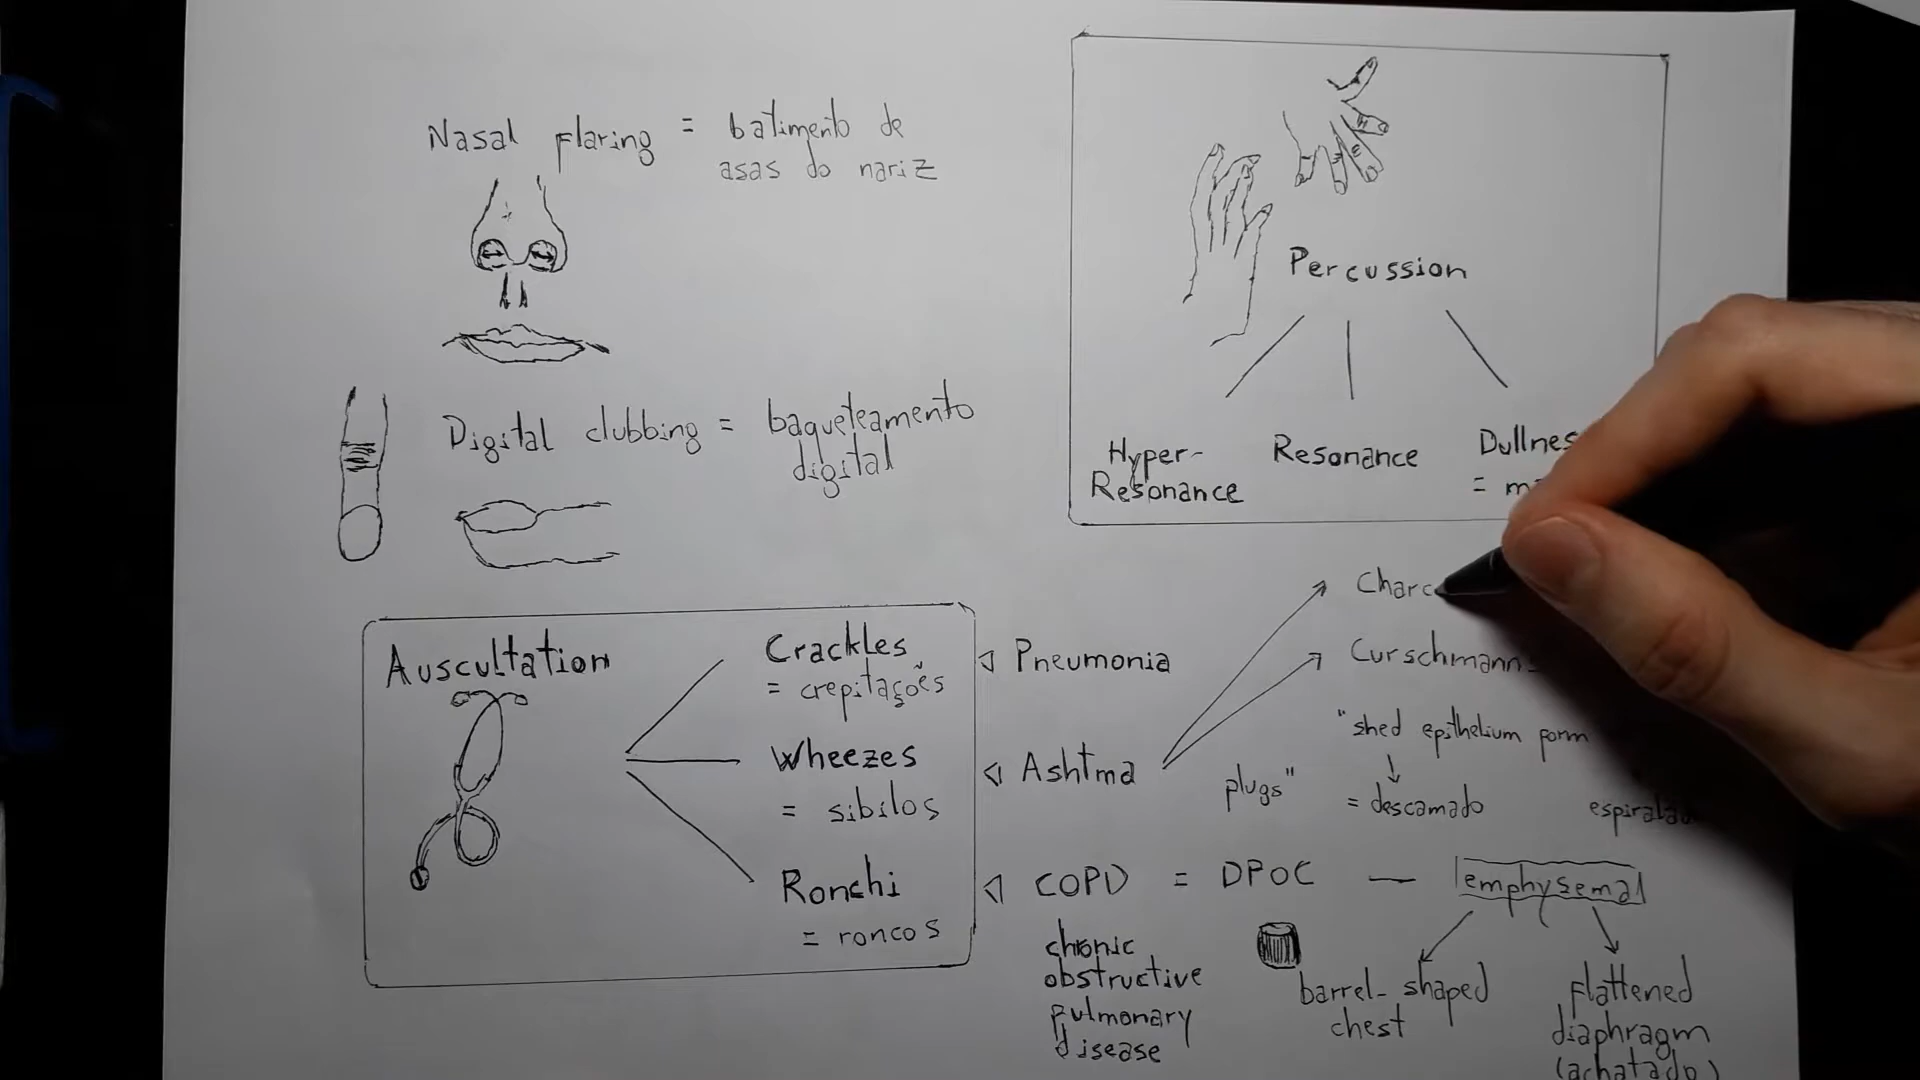 Nasal flaring = batimento de
asas do nariz
Percussion
Hyper-
Resonance
Resonance
Dullnes
=
Digital clubbing = baqueteamento
digital
Auscultation
Crackles
= crepitações
Wheezes
= sibilos
Ronchi
= roncos
Pneumonia
Ashtma
Charc
Curschmann
"shed epithelium form
plugs"
= descamado
COPD = DPOC — emphysema
chronic
obstructive
pulmonary
disease
barrel-shaped
chest
flattened
diaphragm
(achatado)